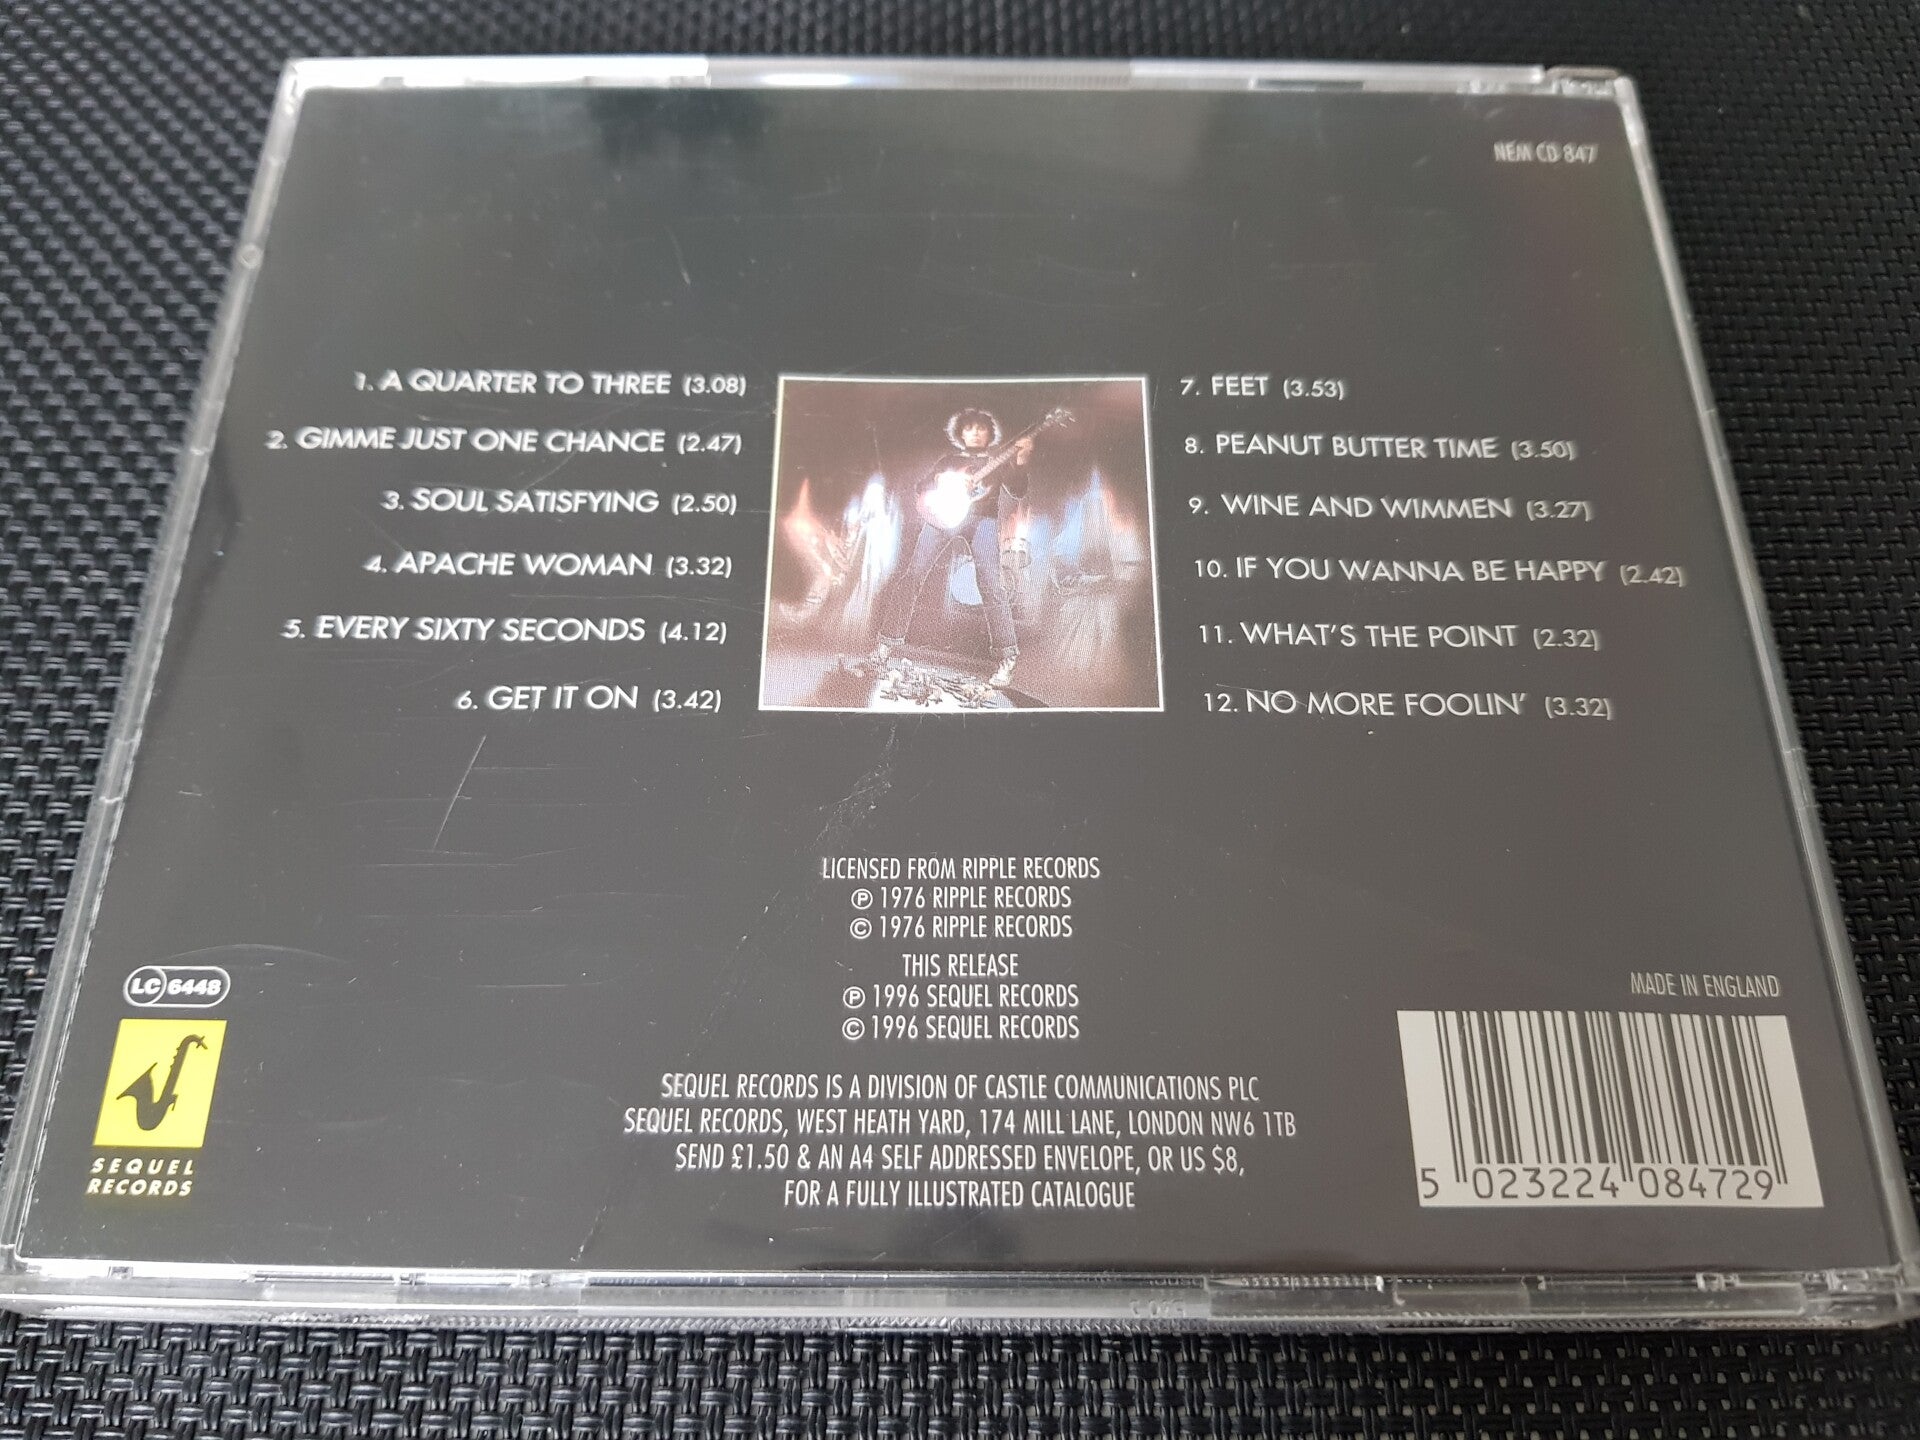 NEM CD 847
1. A QUARTER TO THREE (3.08)
2. GIMME JUST ONE CHANCE (2.47)
3. SOUL SATISFYING (2.50)
4. APACHE WOMAN (3.32)
5. EVERY SIXTY SECONDS (4.12)
6. GET IT ON (3.42)
7. FEET (3.53)
8. PEANUT BUTTER TIME (3.50)
9. WINE AND WIMMEN (3.27)
10. IF YOU WANNA BE HAPPY (2.42)
11. WHAT'S THE POINT (2.32)
12. NO MORE FOOLIN' (3.32)
LICENSED FROM RIPPLE RECORDS
℗ 1976 RIPPLE RECORDS
© 1976 RIPPLE RECORDS
THIS RELEASE
℗ 1996 SEQUEL RECORDS
© 1996 SEQUEL RECORDS
SEQUEL RECORDS IS A DIVISION OF CASTLE COMMUNICATIONS PLC
SEQUEL RECORDS, WEST HEATH YARD, 174 MILL LANE, LONDON NW6 1TB
SEND £1.50 & AN A4 SELF ADDRESSED ENVELOPE, OR US $8,
FOR A FULLY ILLUSTRATED CATALOGUE
LC 6448
SEQUEL
RECORDS
MADE IN ENGLAND
5 023224 084729